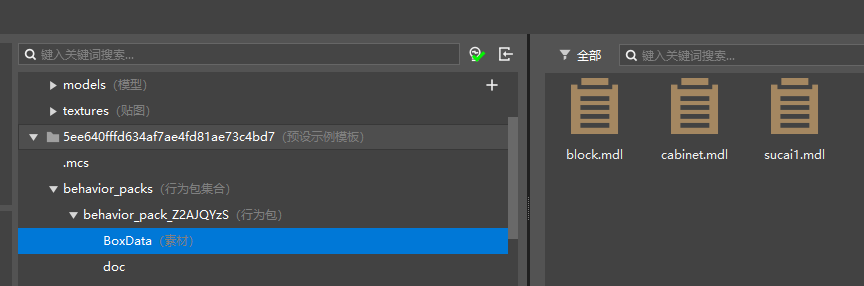 键入关键词搜索...
models (模型)
textures (贴图)
5ee640fffd634af7ae4fd81ae73c4bd7 (预设示例模板)
.mcs
behavior_packs (行为包集合)
behavior_pack_Z2AJQYzS (行为包)
BoxData (素材)
doc
全部
键入关键词搜索...
block.mdl
cabinet.mdl
sucai1.mdl